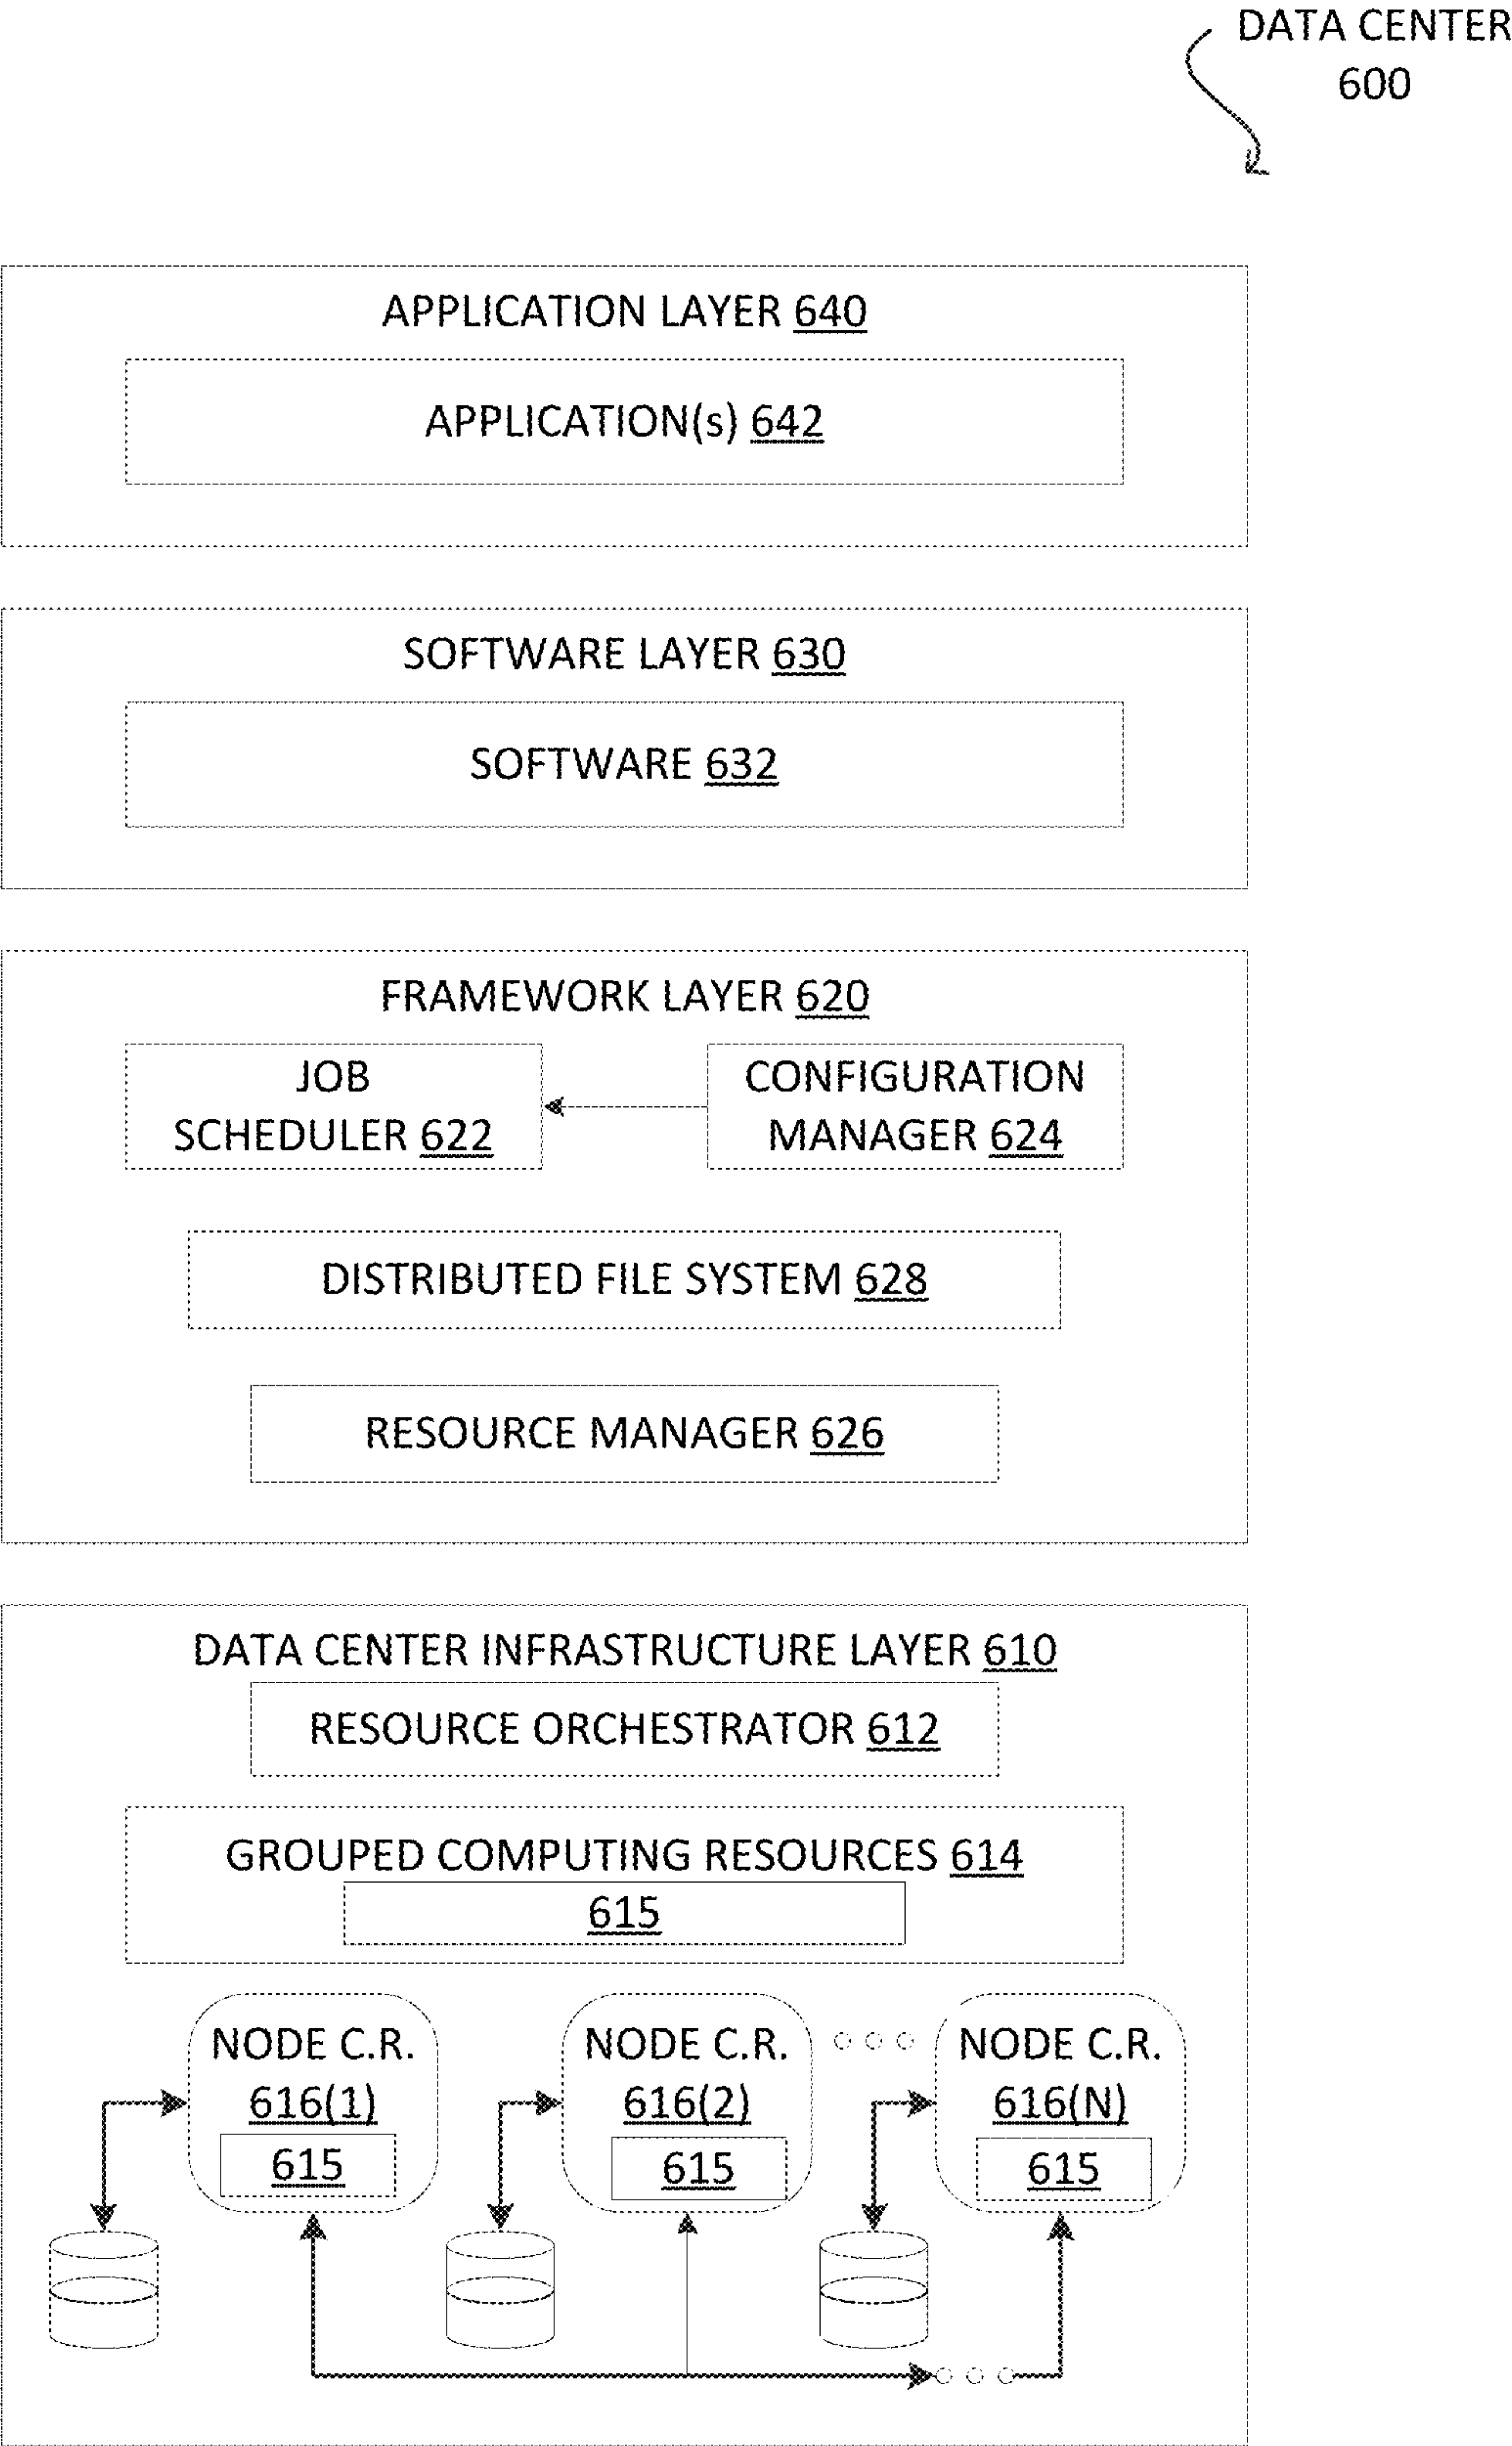 DATA CENTER
600
APPLICATION LAYER 640
APPLICATION(s) 642
SOFTWARE LAYER 630
SOFTWARE 632
FRAMEWORK LAYER 620
JOB
SCHEDULER 622
CONFIGURATION
MANAGER 624
DISTRIBUTED FILE SYSTEM 628
RESOURCE MANAGER 626
DATA CENTER INFRASTRUCTURE LAYER 610
RESOURCE ORCHESTRATOR 612
GROUPED COMPUTING RESOURCES 614
615
NODE C.R.
616(1)
615
NODE C.R.
616(2)
615
NODE C.R.
616(N)
615